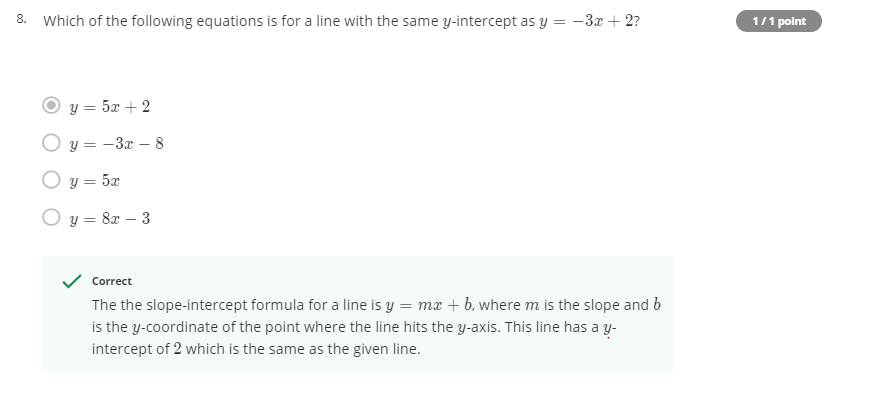 8. Which of the following equations is for a line with the same y-intercept as y = −3x + 2?
1 / 1 point
y = 5x + 2
y = −3x − 8
y = 5x
y = 8x − 3
Correct
The the slope-intercept formula for a line is y = mx + b, where m is the slope and b
is the y-coordinate of the point where the line hits the y-axis. This line has a y-
intercept of 2 which is the same as the given line.